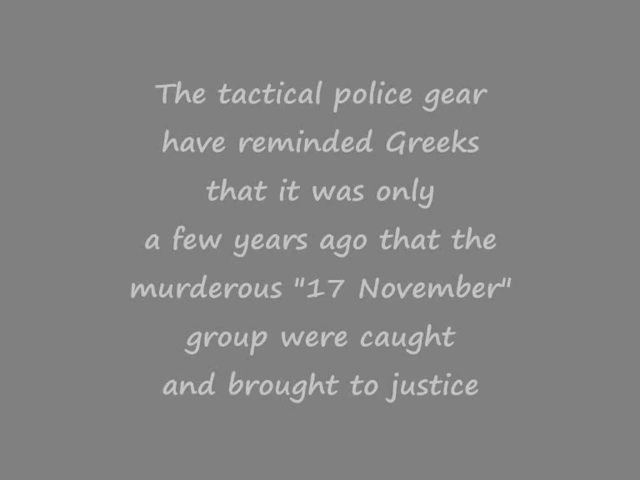 The tactical police gear
have reminded Greeks
that it was only
a few years ago that the
murderous "17 November"
group were caught
and brought to justice